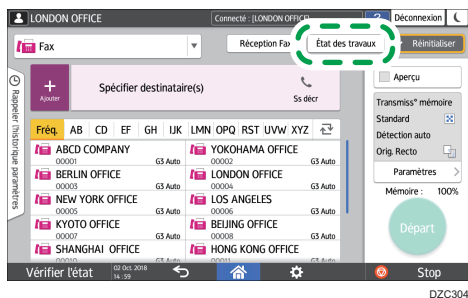 LONDON OFFICE
Connecté : [LONDON OFFICE]
?
Déconnexion
Fax
Réception Fax
État des travaux
Réinitialiser
Rappeler l'historique paramètres
Ajouter
Spécifier destinataire(s)
Ss décr
Fréq. AB CD EF GH IJK LMN OPQ RST UVW XYZ
ABCD COMPANY
00001 G3 Auto
YOKOHAMA OFFICE
00002 G3 Auto
BERLIN OFFICE
00003 G3 Auto
LONDON OFFICE
00004 G3 Auto
NEW YORK OFFICE
00005 G3 Auto
LOS ANGELES
00006 G3 Auto
KYOTO OFFICE
00007 G3 Auto
BEIJING OFFICE
00008 G3 Auto
SHANGHAI OFFICE
HONG KONG OFFICE
Aperçu
Transmiss° mémoire
Standard
Détection auto
Orig. Recto
Paramètres
Mémoire : 100%
Départ
Vérifier l'état
02 Oct. 2018
14 : 59
Stop
DZC304